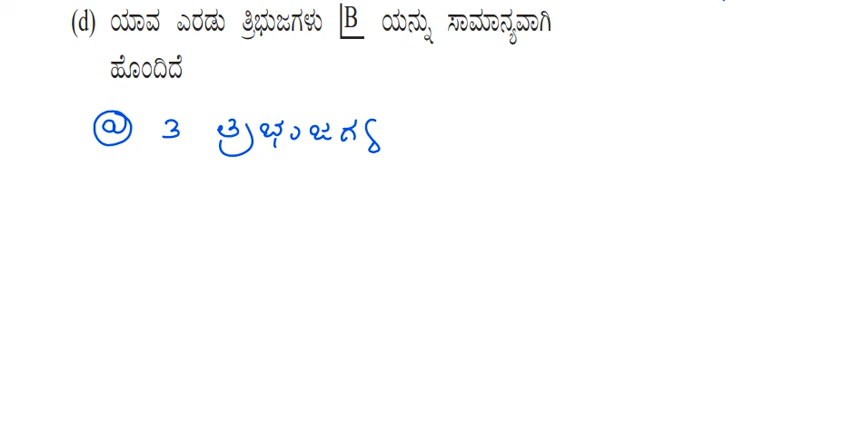 (d) ಯಾವ ಎರಡು ತ್ರಿಭುಜಗಳು B ಯನ್ನು ಸಾಮಾನ್ಯವಾಗಿ
ಹೊಂದಿದೆ
ⓐ 3 ತ್ರಿಭುಜಗಳ